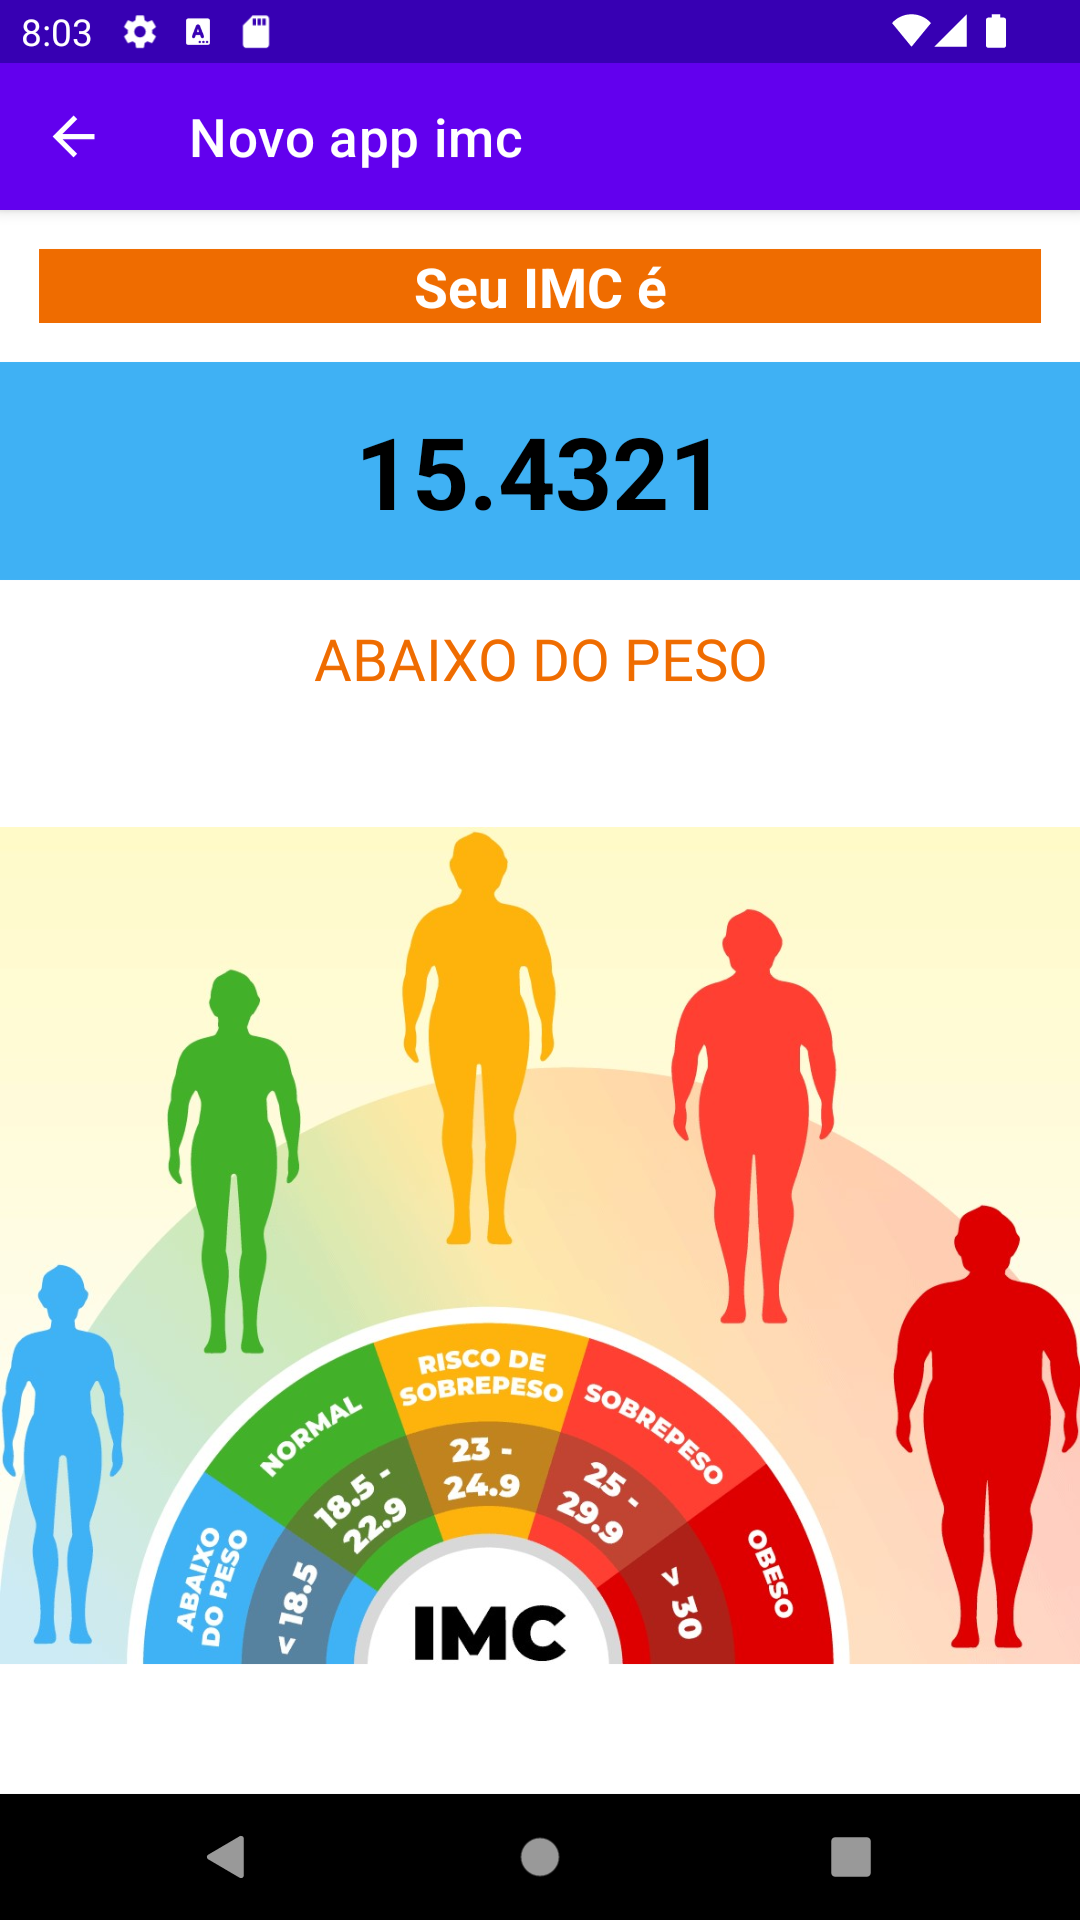 8:03
Novo app imc
Seu IMC é
15.4321
ABAIXO DO PESO
RISCO DE
SOBREPESO
NORMAL
SOBREPESO
23 -
24.9
18.5 -
22.9
25 -
29.9
ABAIXO
DO PESO
< 18.5
> 30
OBESO
IMC